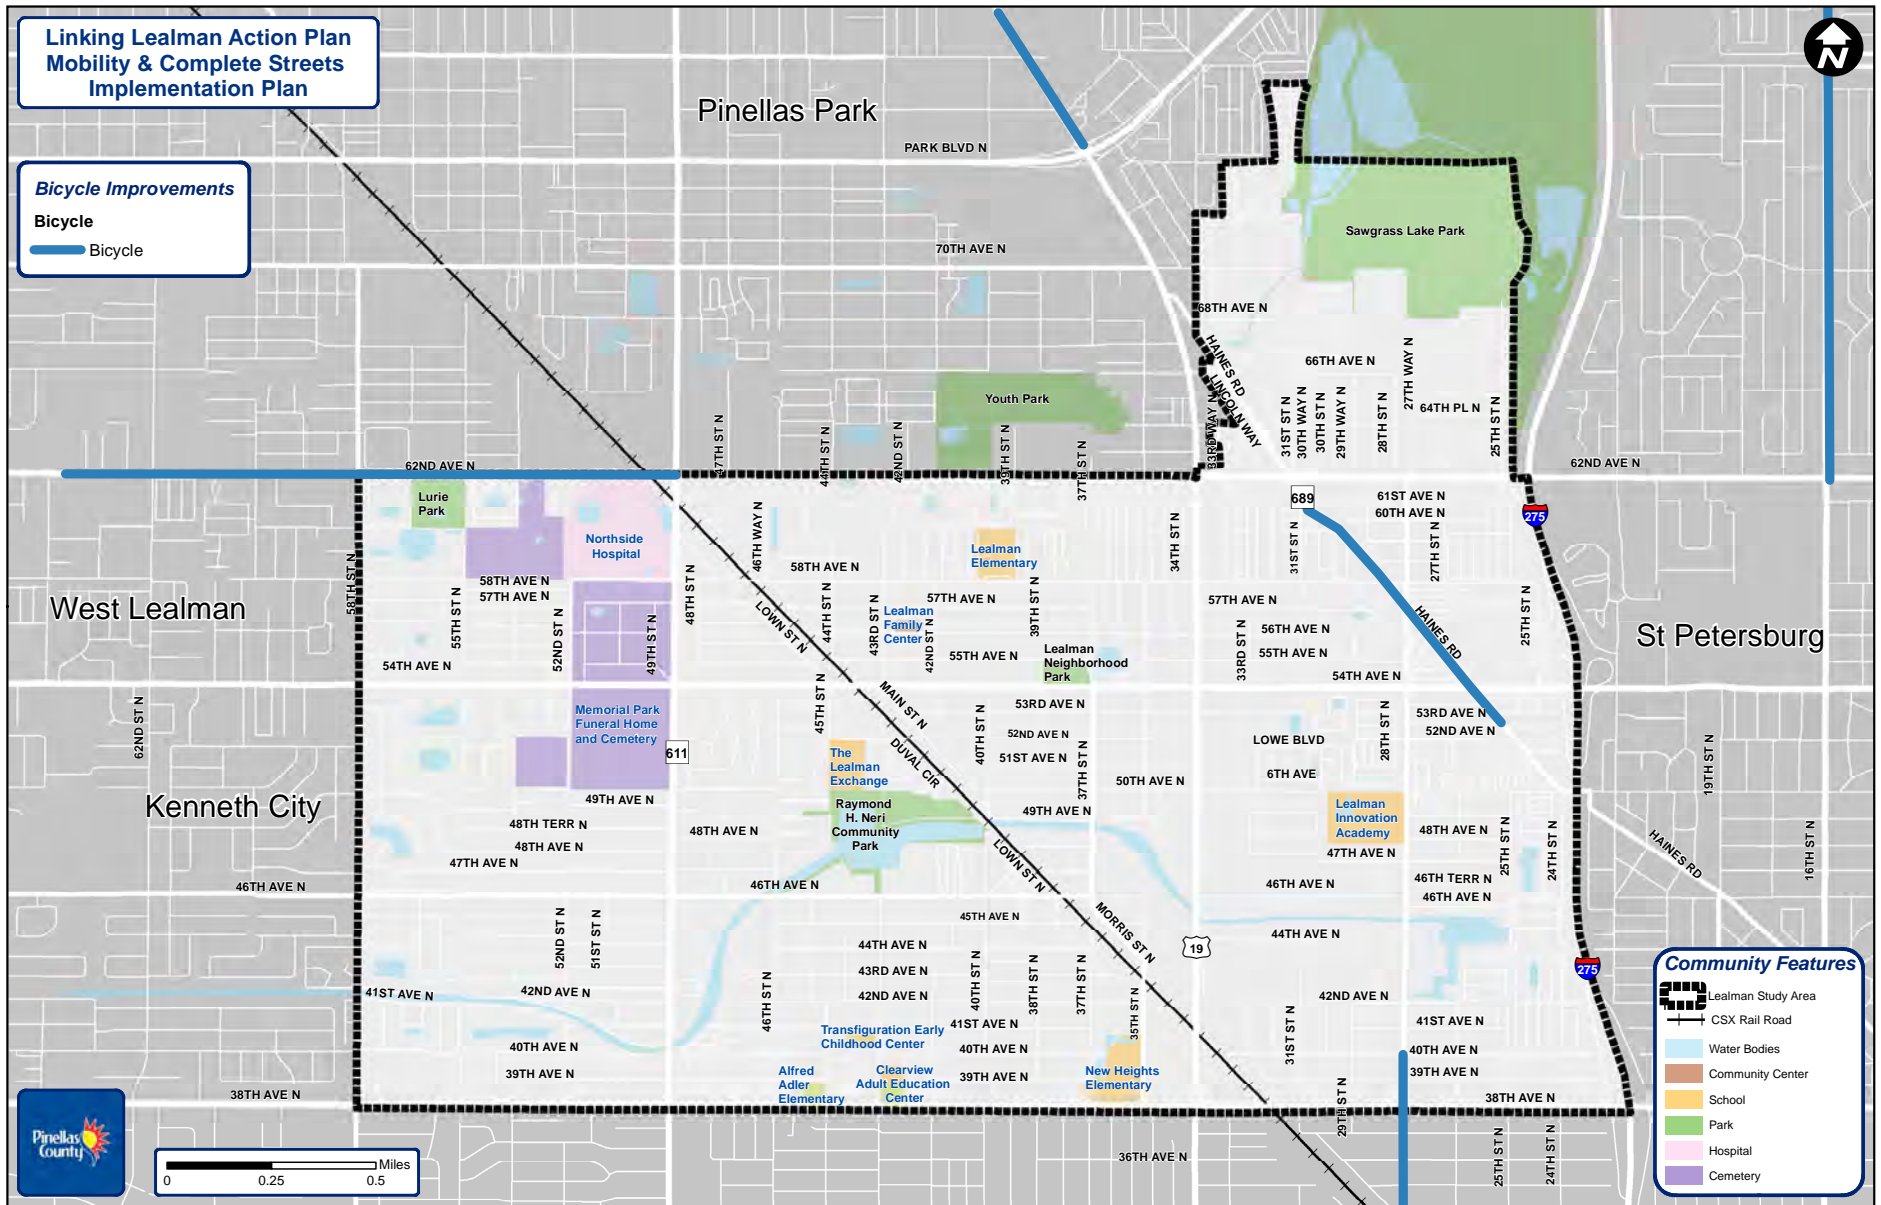 Linking Lealman Action Plan
Mobility & Complete Streets
Implementation Plan
N
Pinellas Park
PARK BLVD N
Bicycle Improvements
Bicycle
Bicycle
70TH AVE N
Sawgrass Lake Park
68TH AVE N
HAINES RD
LINCOLN WAY
33RD WAY N
66TH AVE N
27TH WAY N
64TH PL N
31ST ST N
30TH WAY N
30TH ST N
29TH WAY N
28TH ST N
25TH ST N
Youth Park
47TH ST N
44TH ST N
42ND ST N
39TH ST N
37TH ST N
62ND AVE N
62ND AVE N
Lurie
Park
689
61ST AVE N
60TH AVE N
275
Northside
Hospital
46TH WAY N
Lealman
Elementary
34TH ST N
31ST ST N
27TH ST N
58TH ST N
58TH AVE N
58TH AVE N
57TH AVE N
57TH AVE N
57TH AVE N
West Lealman
55TH ST N
52ND ST N
49TH ST N
48TH ST N
LOWN ST N
44TH ST N
43RD ST N
Lealman
Family
Center
42ND ST N
39TH ST N
33RD ST N
56TH AVE N
55TH AVE N
55TH AVE N
HAINES RD
25TH ST N
St Petersburg
54TH AVE N
Lealman
Neighborhood
Park
54TH AVE N
62ND ST N
Memorial Park
Funeral Home
and Cemetery
611
45TH ST N
MAIN ST N
DUVAL CIR
The
Lealman
Exchange
40TH ST N
53RD AVE N
52ND AVE N
51ST AVE N
37TH ST N
50TH AVE N
LOWE BLVD
6TH AVE
28TH ST N
53RD AVE N
52ND AVE N
19TH ST N
Kenneth City
49TH AVE N
48TH TERR N
48TH AVE N
47TH AVE N
48TH AVE N
Raymond
H. Neri
Community
Park
49TH AVE N
LOWN ST N
Lealman
Innovation
Academy
48TH AVE N
47TH AVE N
25TH ST N
24TH ST N
HAINES RD
16TH ST N
46TH AVE N
46TH AVE N
46TH AVE N
46TH TERR N
46TH AVE N
45TH AVE N
MORRIS ST N
52ND ST N
51ST ST N
44TH AVE N
43RD AVE N
42ND AVE N
19
44TH AVE N
275
41ST AVE N
42ND AVE N
46TH ST N
40TH ST N
38TH ST N
37TH ST N
35TH ST N
42ND AVE N
31ST ST N
41ST AVE N
40TH AVE N
39TH AVE N
Transfiguration Early
Childhood Center
41ST AVE N
40TH AVE N
40TH AVE N
39TH AVE N
Alfred
Adler
Elementary
Clearview
Adult Education
Center
39TH AVE N
New Heights
Elementary
38TH AVE N
38TH AVE N
29TH ST N
36TH AVE N
25TH ST N
24TH ST N
Pinellas
County
Miles
0
0.25
0.5
Community Features
Lealman Study Area
CSX Rail Road
Water Bodies
Community Center
School
Park
Hospital
Cemetery